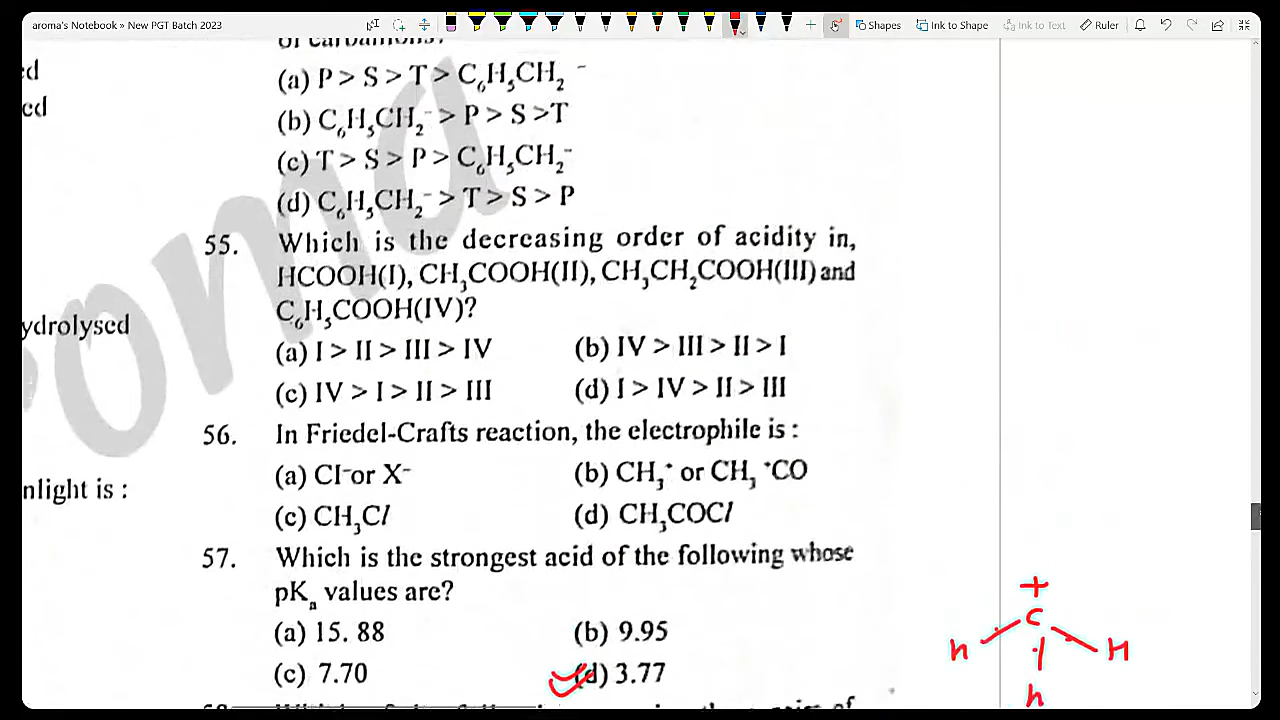 aroma's Notebook » New PGT Batch 2023
Shapes
Ink to Shape
Ink to Text
Ruler
ed
ced
ydrolysed
nlight is :
of carbanions?
(a) P > S > T > C₆H₅CH₂⁻
(b) C₆H₅CH₂⁻ > P > S >T
(c) T > S > P > C₆H₅CH₂⁻
(d) C₆H₅CH₂⁻ > T > S > P
55. Which is the decreasing order of acidity in,
HCOOH(I), CH₃COOH(II), CH₃CH₂COOH(III) and
C₆H₅COOH(IV)?
(a) I > II > III > IV (b) IV > III > II > I
(c) IV > I > II > III (d) I > IV > II > III
56. In Friedel-Crafts reaction, the electrophile is :
(a) Cl⁻ or X⁻ (b) CH₃⁺ or CH₃⁺CO
(c) CH₃Cl (d) CH₃COCl
57. Which is the strongest acid of the following whose
pKₐ values are?
(a) 15. 88 (b) 9.95
(c) 7.70 (d) 3.77
+
C
h H
h
roma